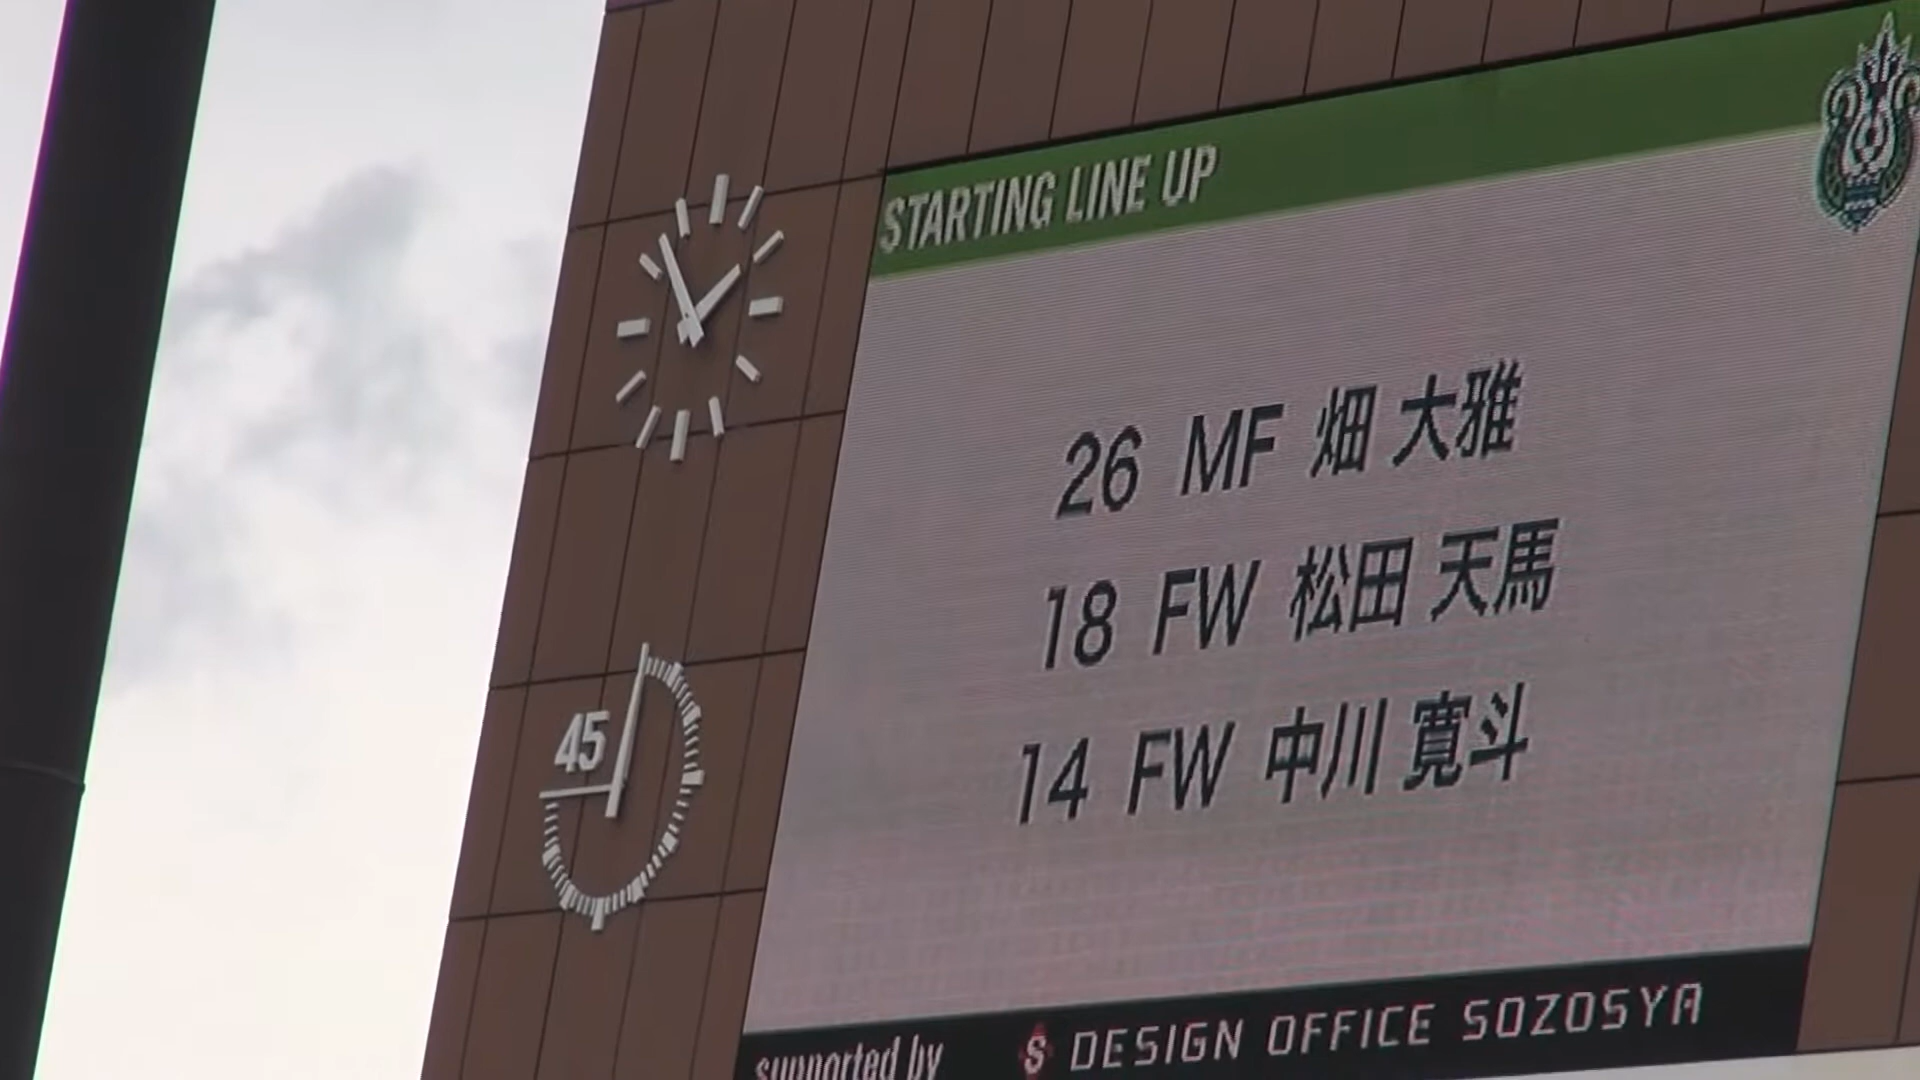 STARTING LINE UP
26 MF 畑 大雅
18 FW 松田 天馬
14 FW 中川 寛斗
45
supported by S DESIGN OFFICE SOZOSYA